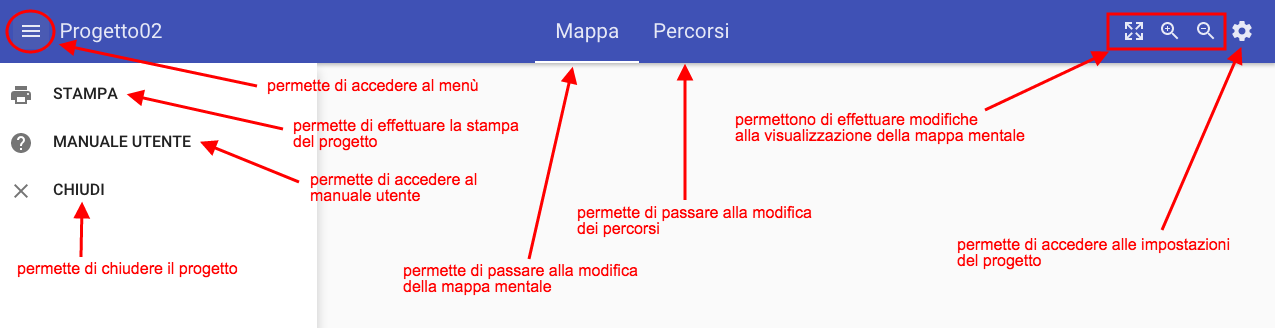 Progetto02
Mappa
Percorsi
permette di accedere al menù
STAMPA
permette di effettuare la stampa
del progetto
MANUALE UTENTE
permette di accedere al
manuale utente
CHIUDI
permette di chiudere il progetto
permette di passare alla modifica
della mappa mentale
permette di passare alla modifica
dei percorsi
permettono di effettuare modifiche
alla visualizzazione della mappa mentale
permette di accedere alle impostazioni
del progetto